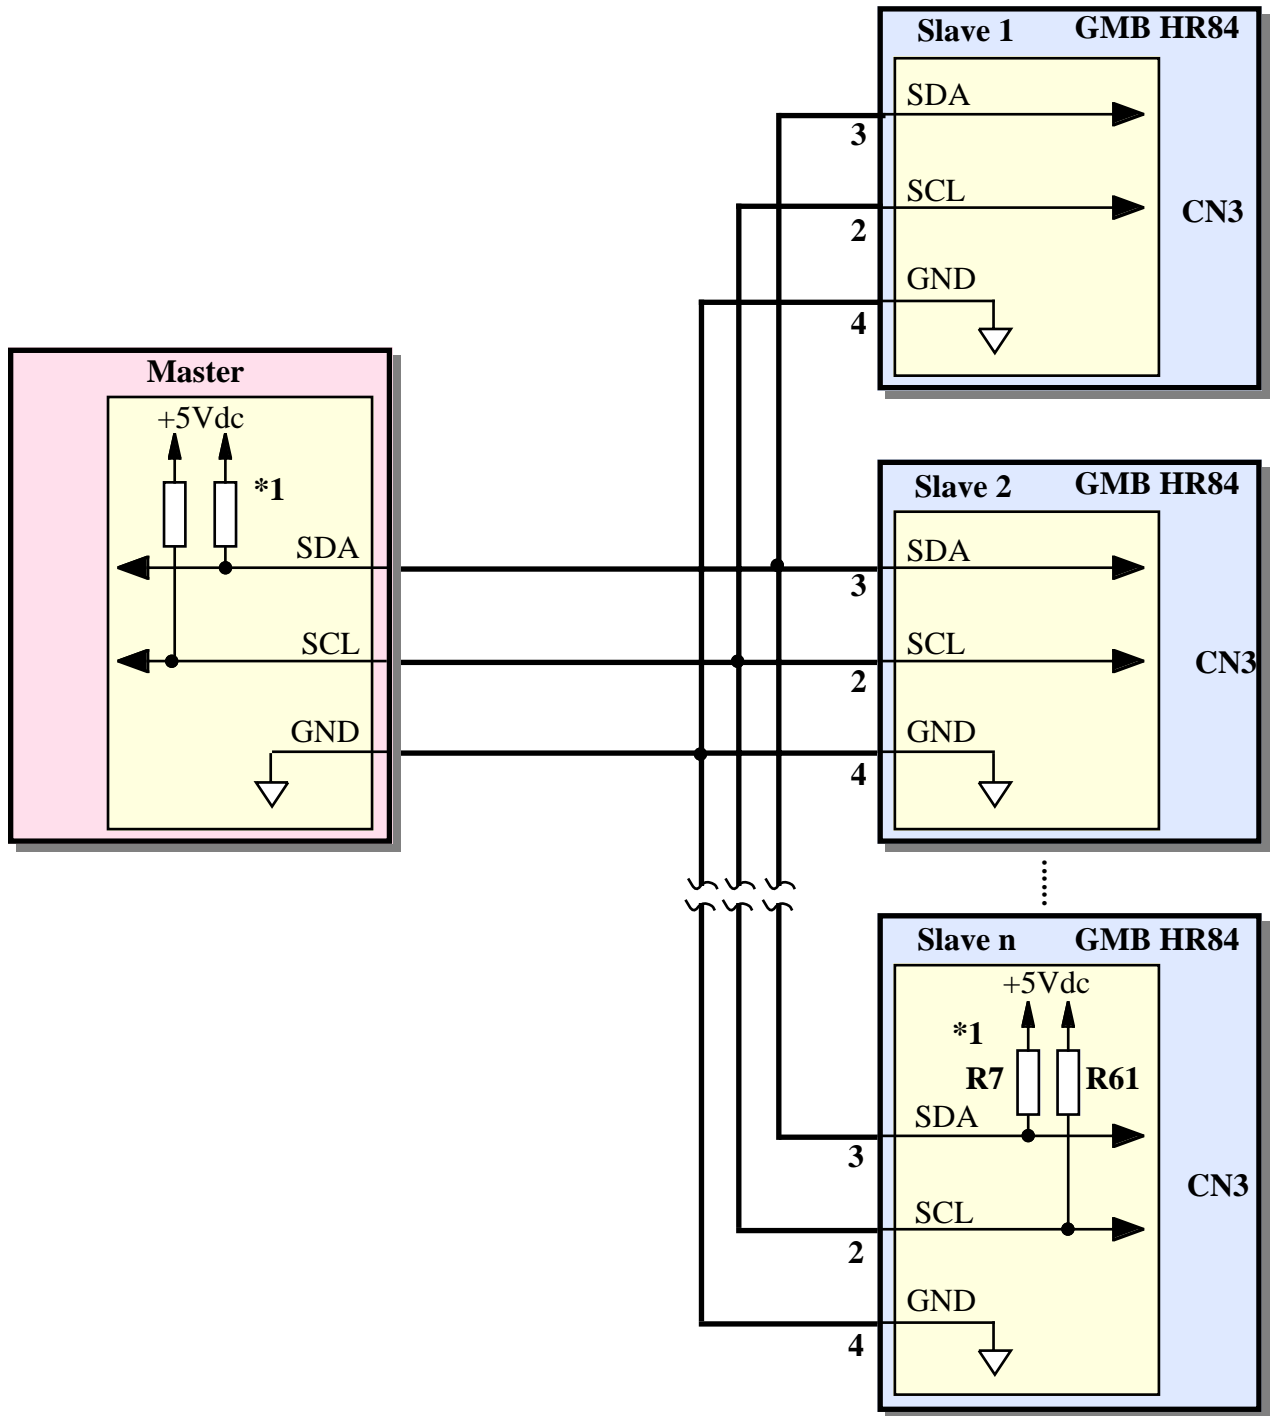 Slave 1 GMB HR84
SDA
3
SCL
CN3
2
GND
4
Master
+5Vdc
*1
SDA
SCL
GND
Slave 2 GMB HR84
SDA
3
SCL
CN3
2
GND
4
Slave n GMB HR84
+5Vdc
*1
R7 R61
SDA
3
CN3
SCL
2
GND
4